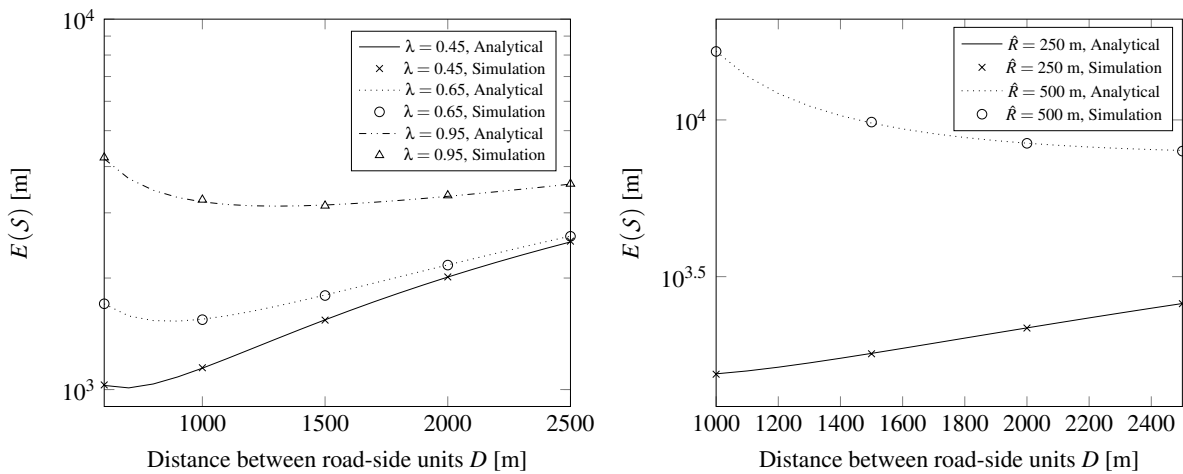 10^4
λ = 0.45, Analytical
λ = 0.45, Simulation
λ = 0.65, Analytical
λ = 0.65, Simulation
λ = 0.95, Analytical
λ = 0.95, Simulation
E(𝒮) [m]
10^3
1000 1500 2000 2500
Distance between road-side units D [m]
R̂ = 250 m, Analytical
R̂ = 250 m, Simulation
R̂ = 500 m, Analytical
R̂ = 500 m, Simulation
10^4
E(𝒮) [m]
10^3.5
1000 1200 1400 1600 1800 2000 2200 2400
Distance between road-side units D [m]